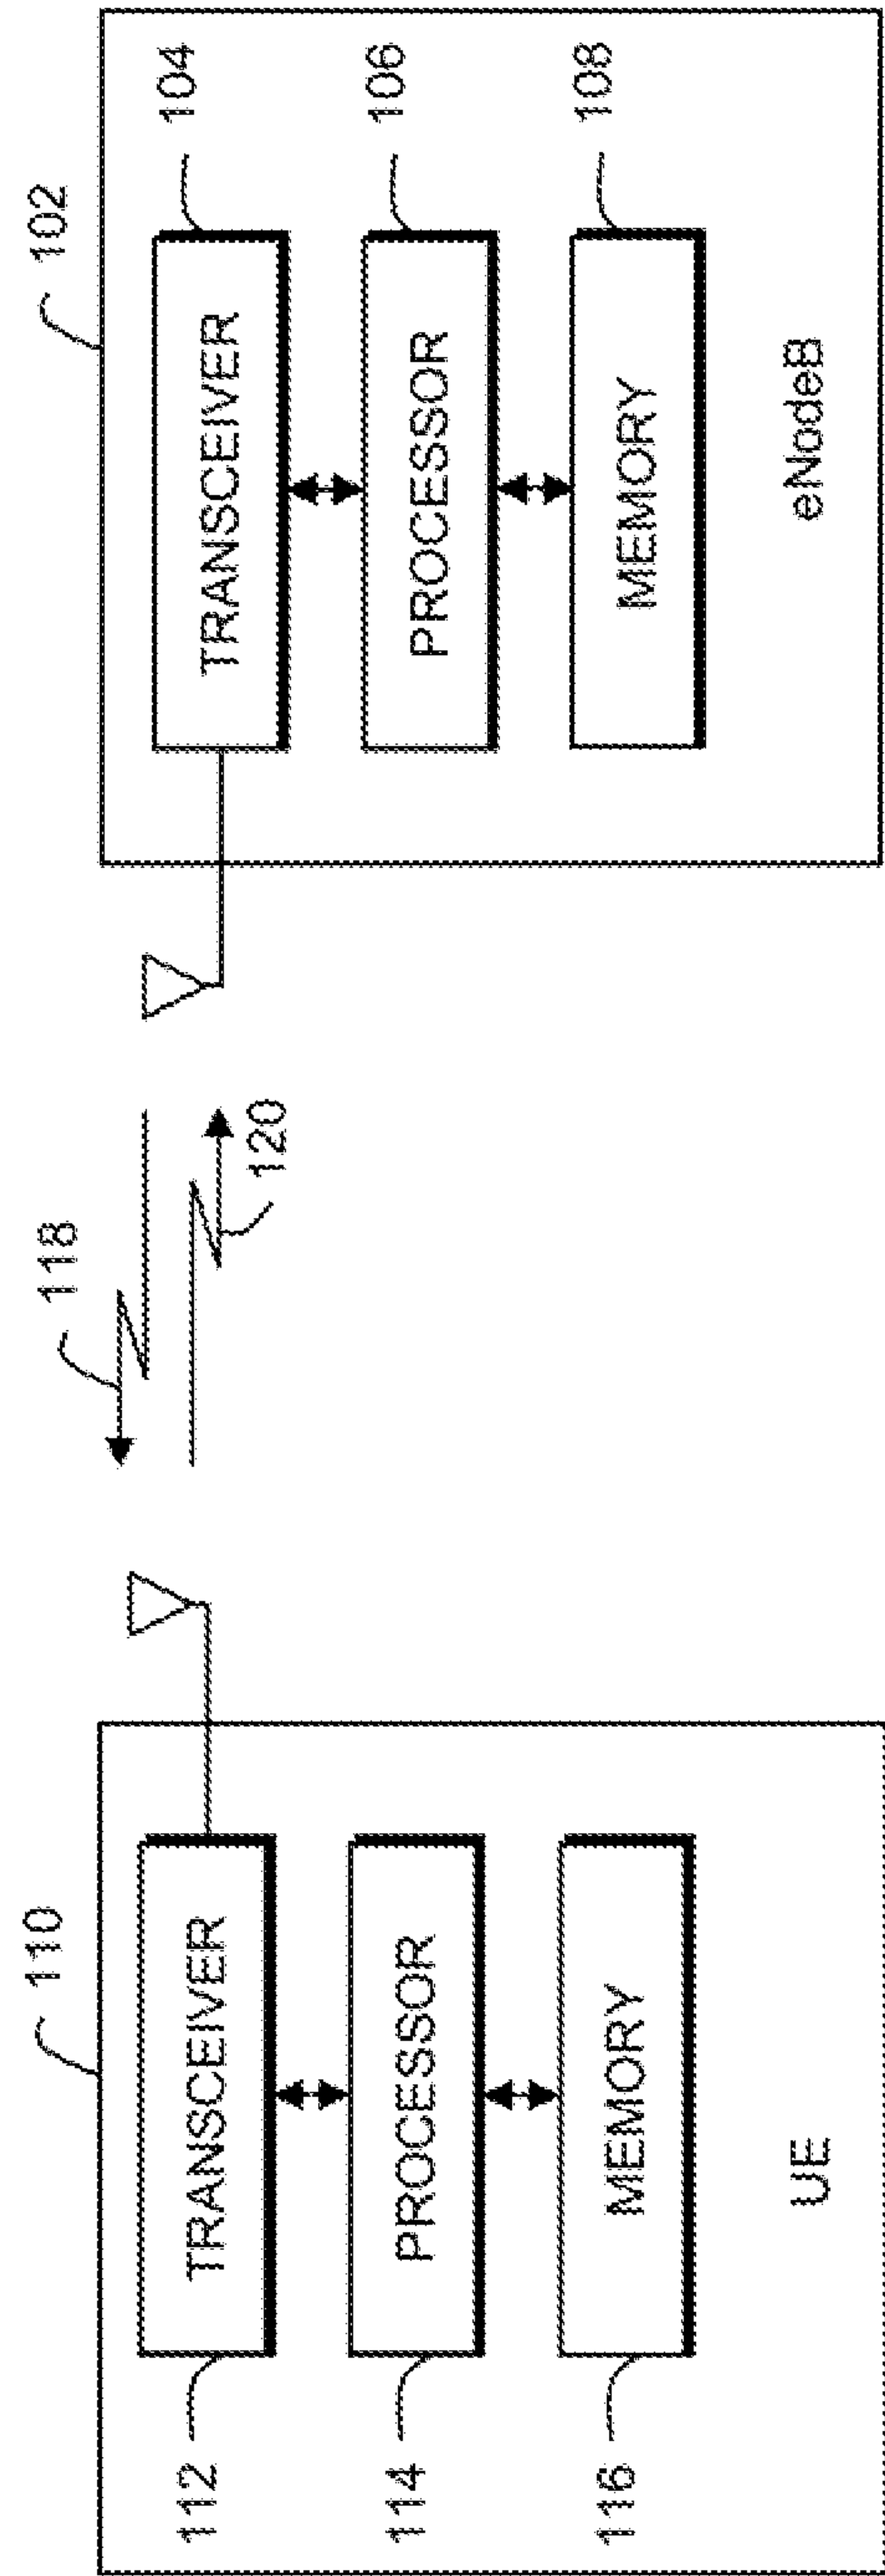 110
118
102
112
TRANSCEIVER
120
TRANSCEIVER
104
114
PROCESSOR
PROCESSOR
106
116
MEMORY
MEMORY
108
UE
eNodeB